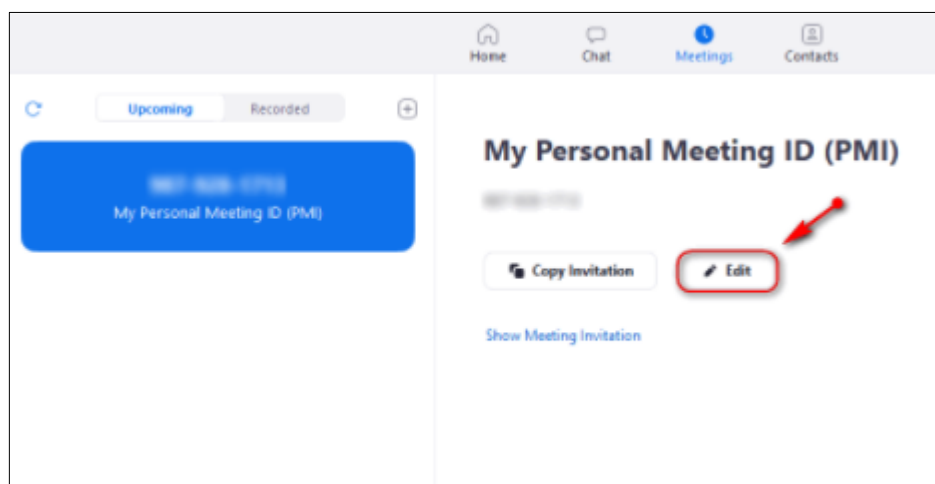 Home
Chat
Meetings
Contacts
Upcoming
Recorded
My Personal Meeting ID (PMI)
My Personal Meeting ID (PMI)
Copy Invitation
Edit
Show Meeting Invitation